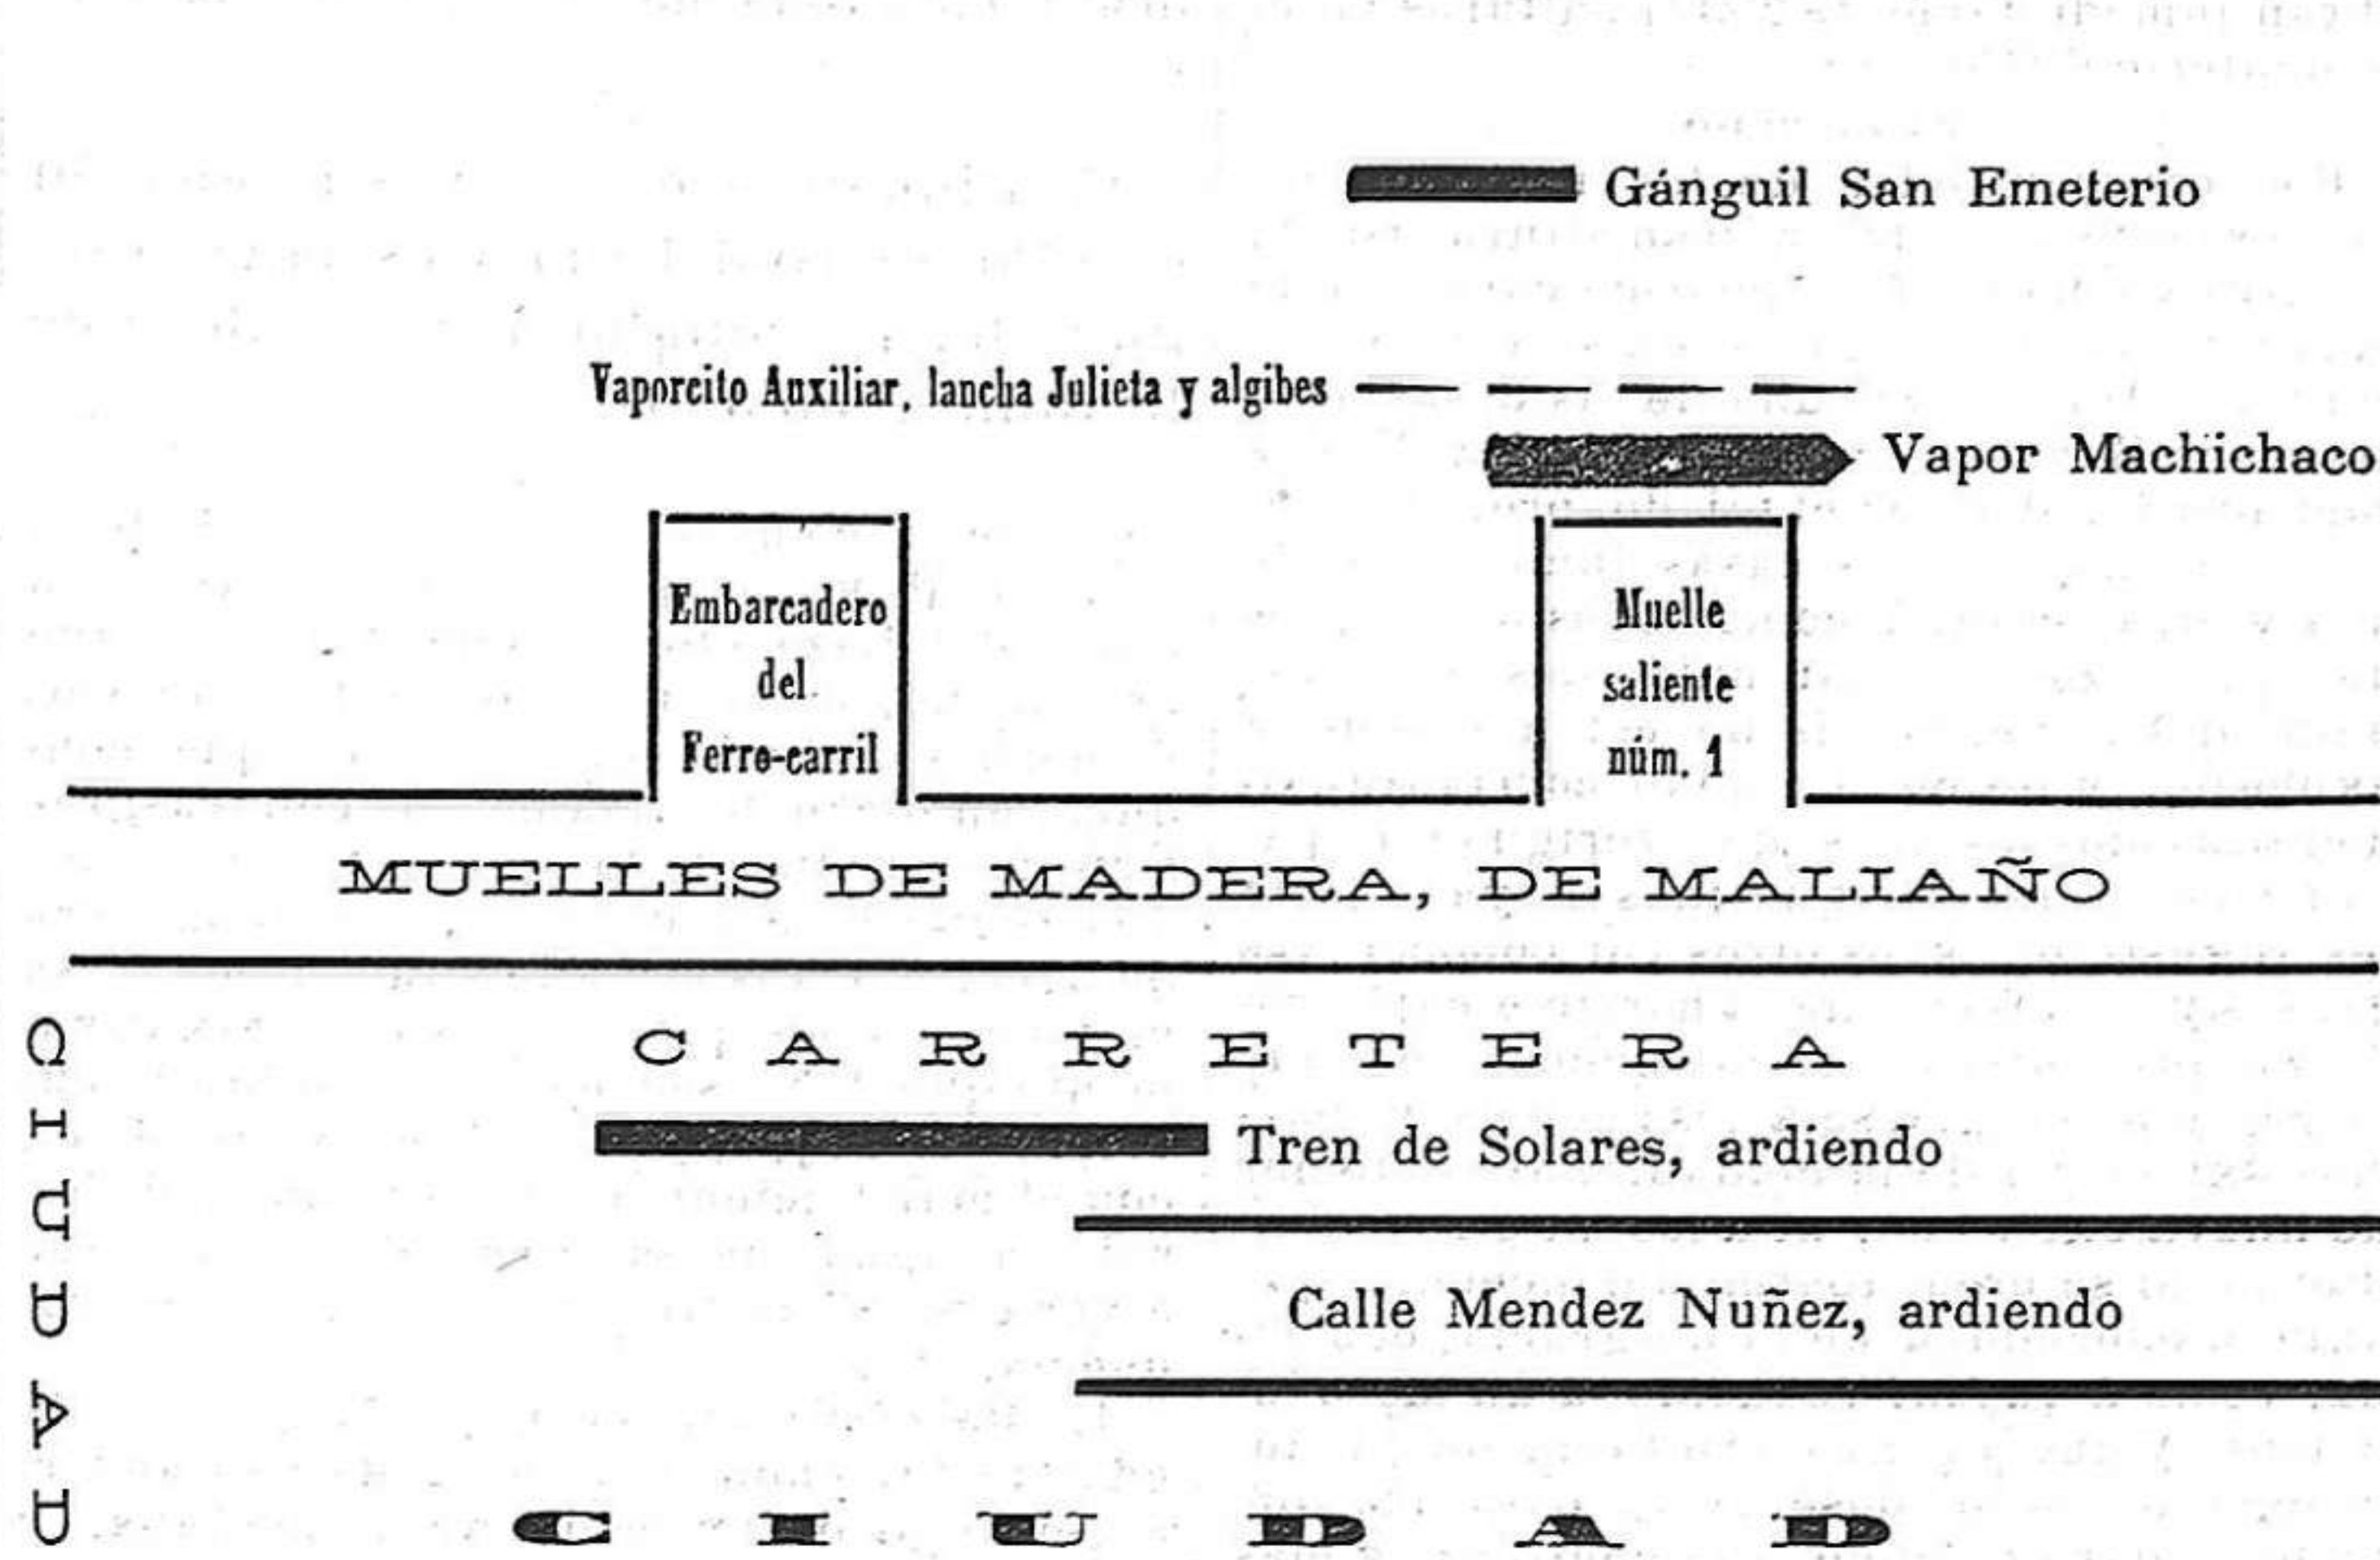 Gánguil San Emeterio
Vaporcito Auxiliar, lancha Julieta y algibes
Vapor Machichaco
Embarcadero
del
Ferro-carril
Muelle
saliente
núm. 1
MUELLES DE MADERA, DE MALIAÑO
CARRETERA
Tren de Solares, ardiendo
Calle Mendez Nuñez, ardiendo
CIUDAD
CIUDAD